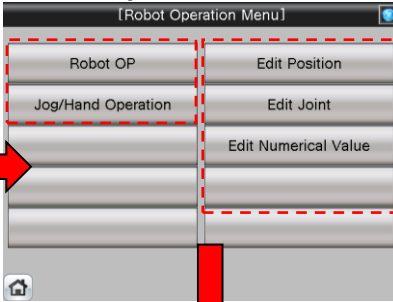 [Robot Operation Menu]
Robot OP
Edit Position
Jog/Hand Operation
Edit Joint
Edit Numerical Value